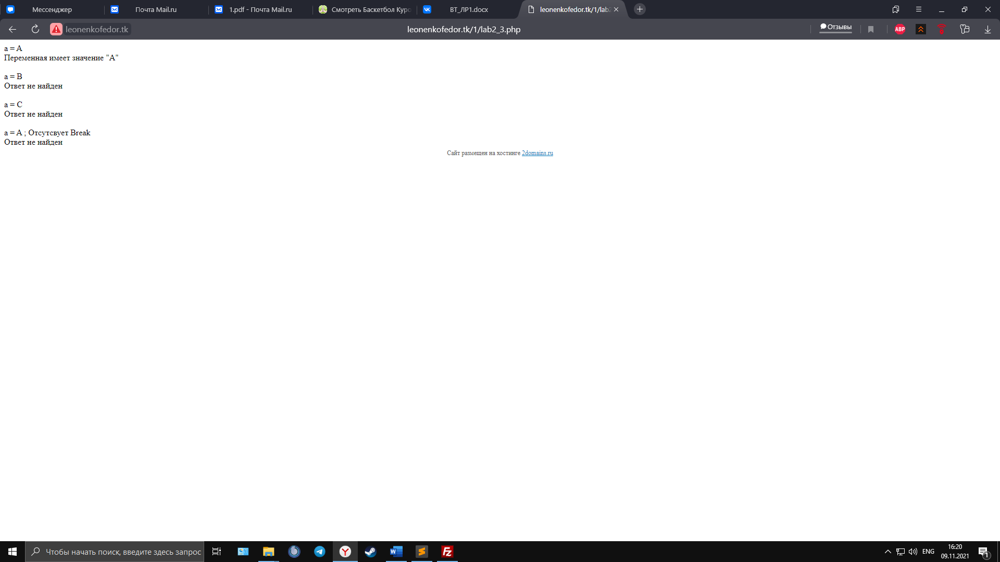 Мессенджер
Почта Mail.ru
1.pdf - Почта Mail.ru
Смотреть Баскетбол Куро
ВТ_ЛР1.docx
leonenkofedor.tk/1/lab2
leonenkofedor.tk
leonenkofedor.tk/1/lab2_3.php
Отзывы
ABP
a = A
Переменная имеет значение "A"
a = B
Ответ не найден
a = C
Ответ не найден
a = A ; Отсутсвует Break
Ответ не найден
Сайт размещен на хостинге 2domains.ru
Чтобы начать поиск, введите здесь запрос
ENG
16:20
09.11.2021
1